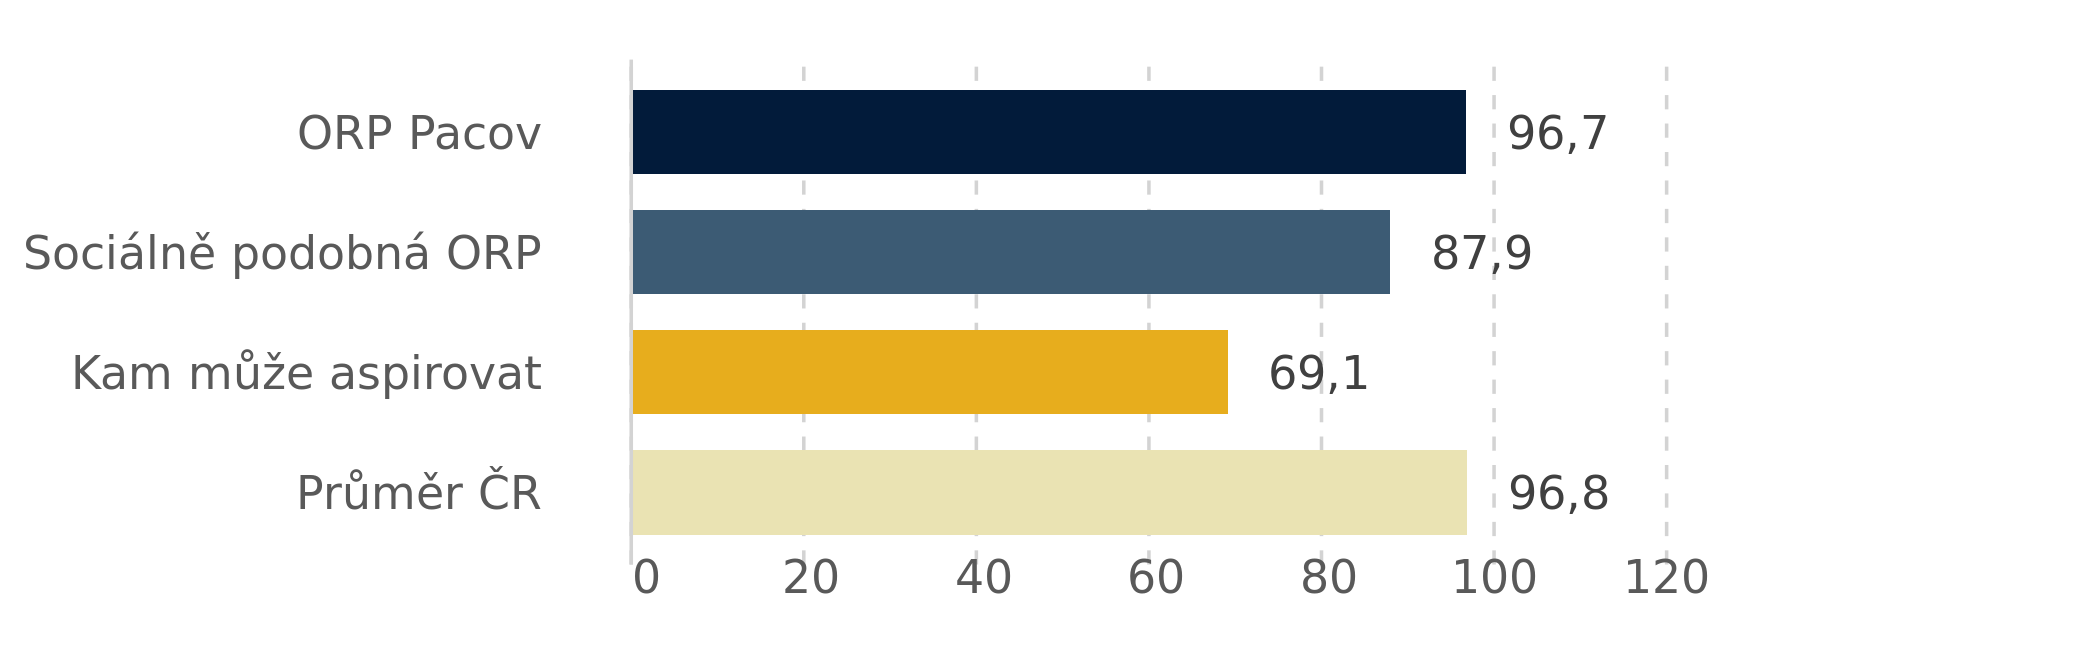 ORP Pacov 96,7
Sociálně podobná ORP 87,9
Kam může aspirovat 69,1
Průměr ČR 96,8
0 20 40 60 80 100 120